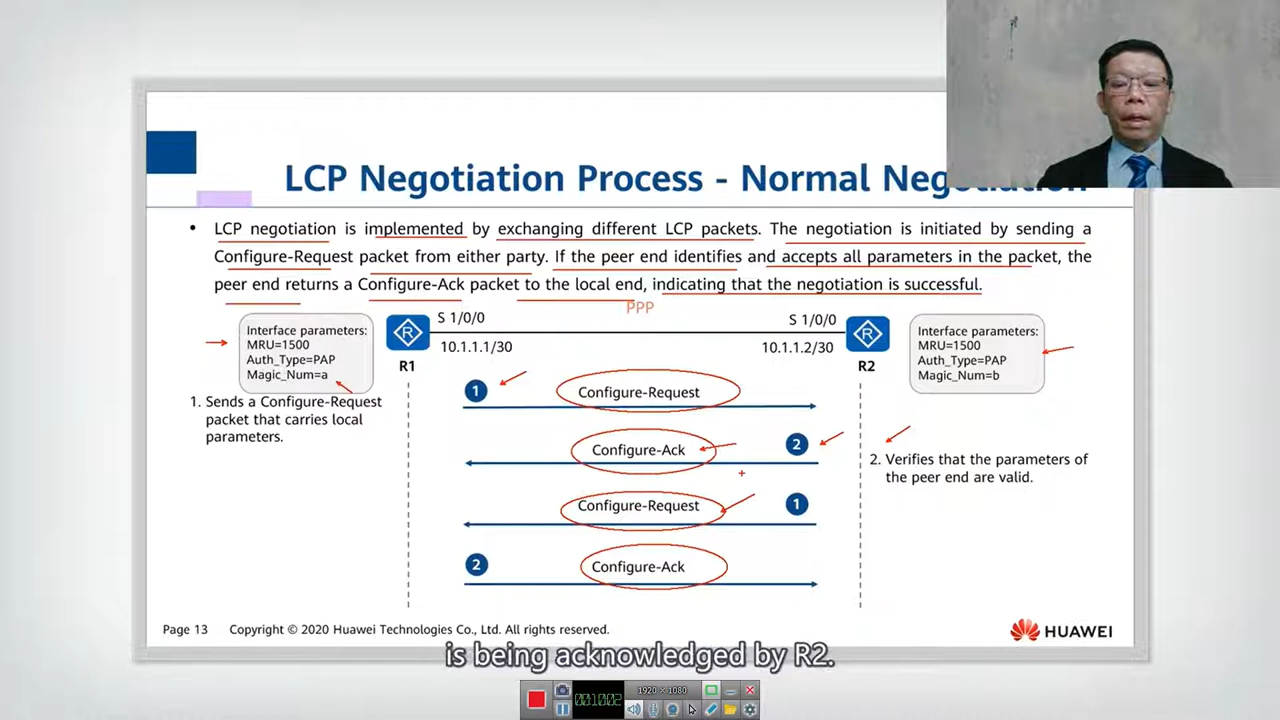 LCP Negotiation Process - Normal Negotiation
• LCP negotiation is implemented by exchanging different LCP packets. The negotiation is initiated by sending a
Configure-Request packet from either party. If the peer end identifies and accepts all parameters in the packet, the
peer end returns a Configure-Ack packet to the local end, indicating that the negotiation is successful.
PPP
Interface parameters:
MRU=1500
Auth_Type=PAP
Magic_Num=a
R
R1
S 1/0/0
10.1.1.1/30
S 1/0/0
10.1.1.2/30
R
R2
Interface parameters:
MRU=1500
Auth_Type=PAP
Magic_Num=b
1. Sends a Configure-Request
packet that carries local
parameters.
1 Configure-Request
Configure-Ack 2
2. Verifies that the parameters of
the peer end are valid.
Configure-Request 1
2 Configure-Ack
Page 13 Copyright © 2020 Huawei Technologies Co., Ltd. All rights reserved.
HUAWEI
is being acknowledged by R2.
1920 × 1080